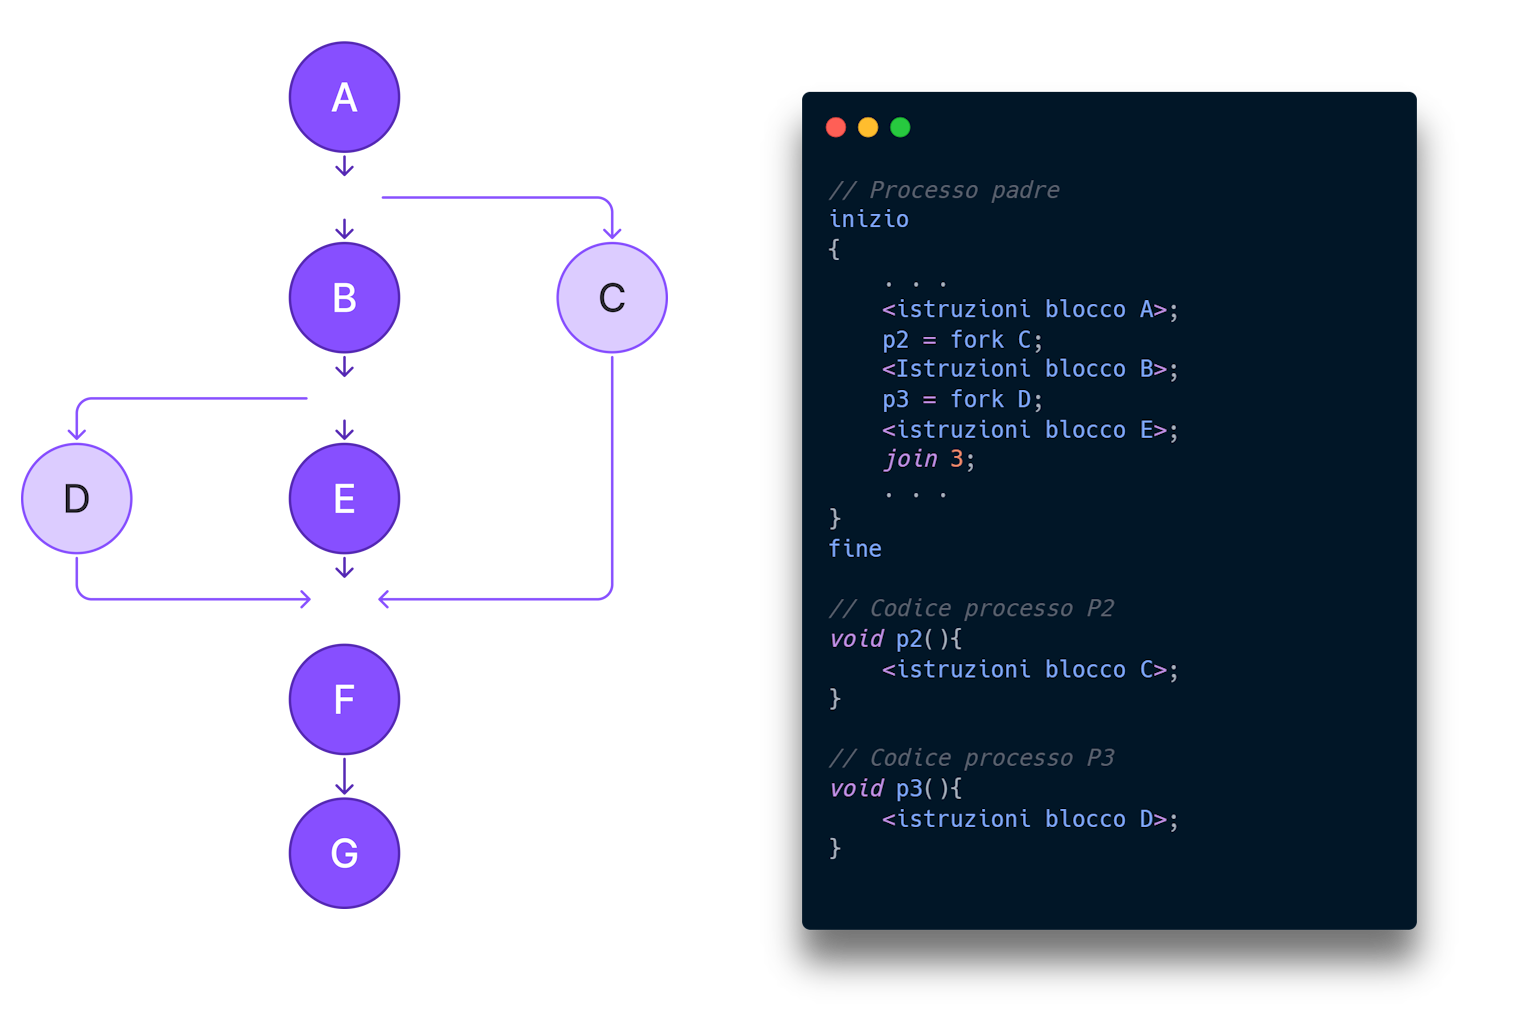 A
B
C
D
E
F
G
// Processo padre
inizio
{
    . . .
    <istruzioni blocco A>;
    p2 = fork C;
    <Istruzioni blocco B>;
    p3 = fork D;
    <istruzioni blocco E>;
    join 3;
    . . .
}
fine
// Codice processo P2
void p2(){
    <istruzioni blocco C>;
}
// Codice processo P3
void p3(){
    <istruzioni blocco D>;
}